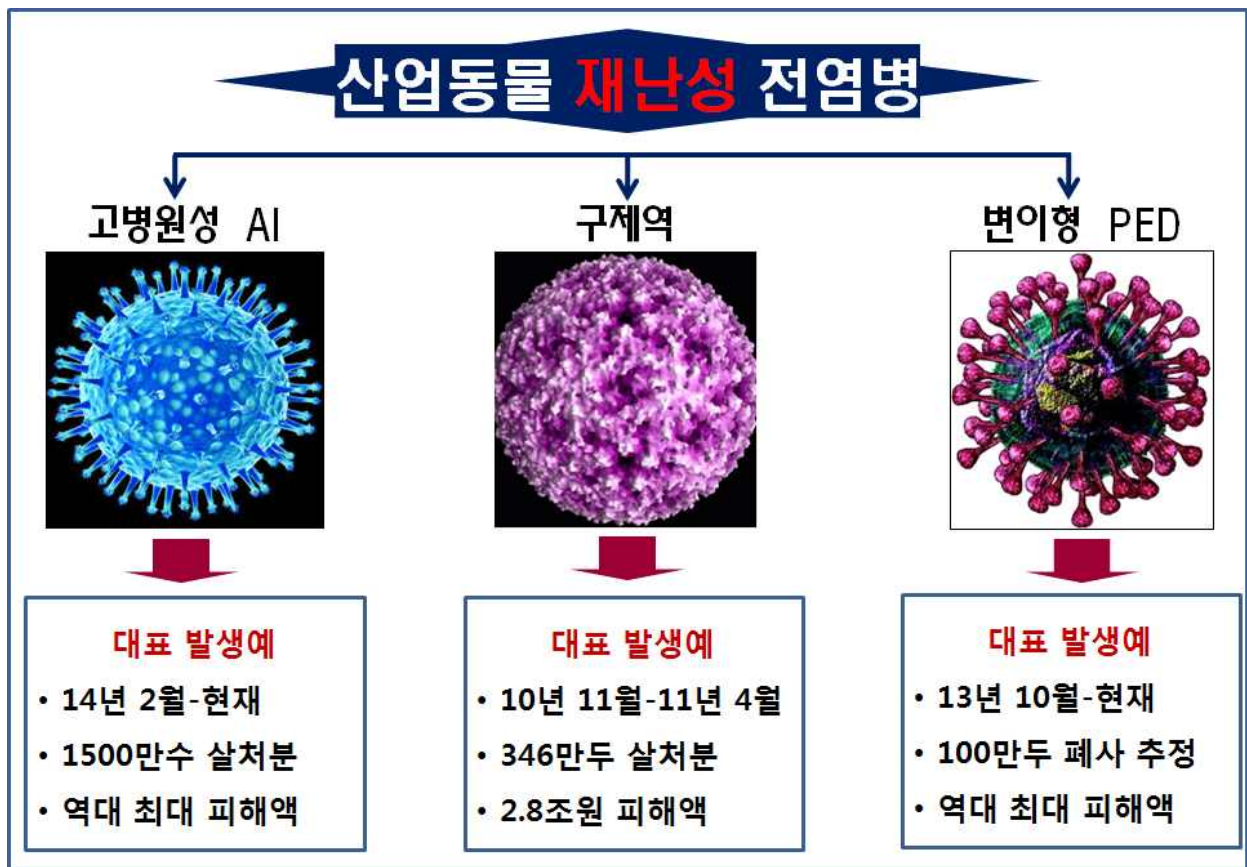 산업동물 재난성 전염병
고병원성 AI
구제역
변이형 PED
대표 발생예
• 14년 2월-현재
• 1500만수 살처분
• 역대 최대 피해액
대표 발생예
• 10년 11월-11년 4월
• 346만두 살처분
• 2.8조원 피해액
대표 발생예
• 13년 10월-현재
• 100만두 폐사 추정
• 역대 최대 피해액